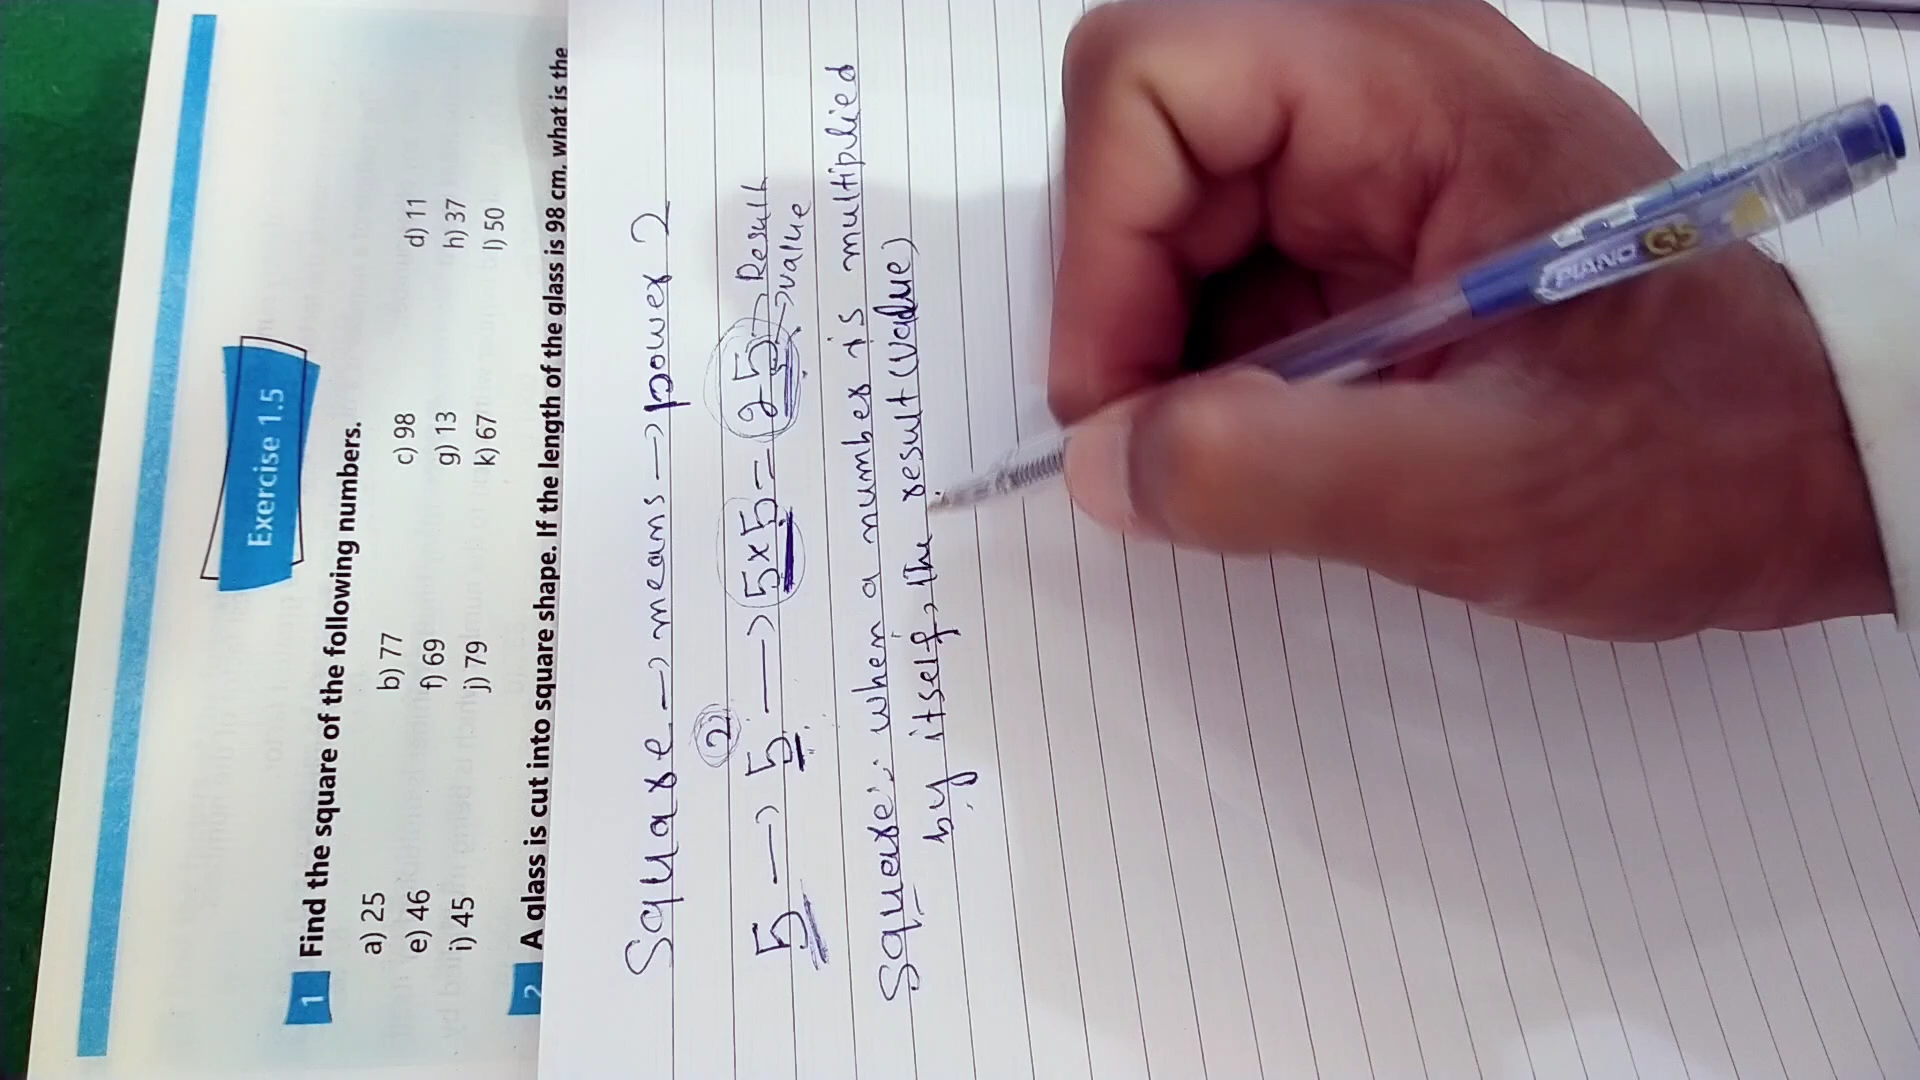 Exercise 1.5
1 Find the square of the following numbers.
a) 25 b) 77 c) 98 d) 11
e) 46 f) 69 g) 13 h) 37
i) 45 j) 79 k) 67 l) 50
2 A glass is cut into square shape. If the length of the glass is 98 cm, what is the
Square → means → power 2
5 → 5² → 5×5 = 25 → Result
→ value
Square: when a number is multiplied
by itself, the result (value)
PIANO G5